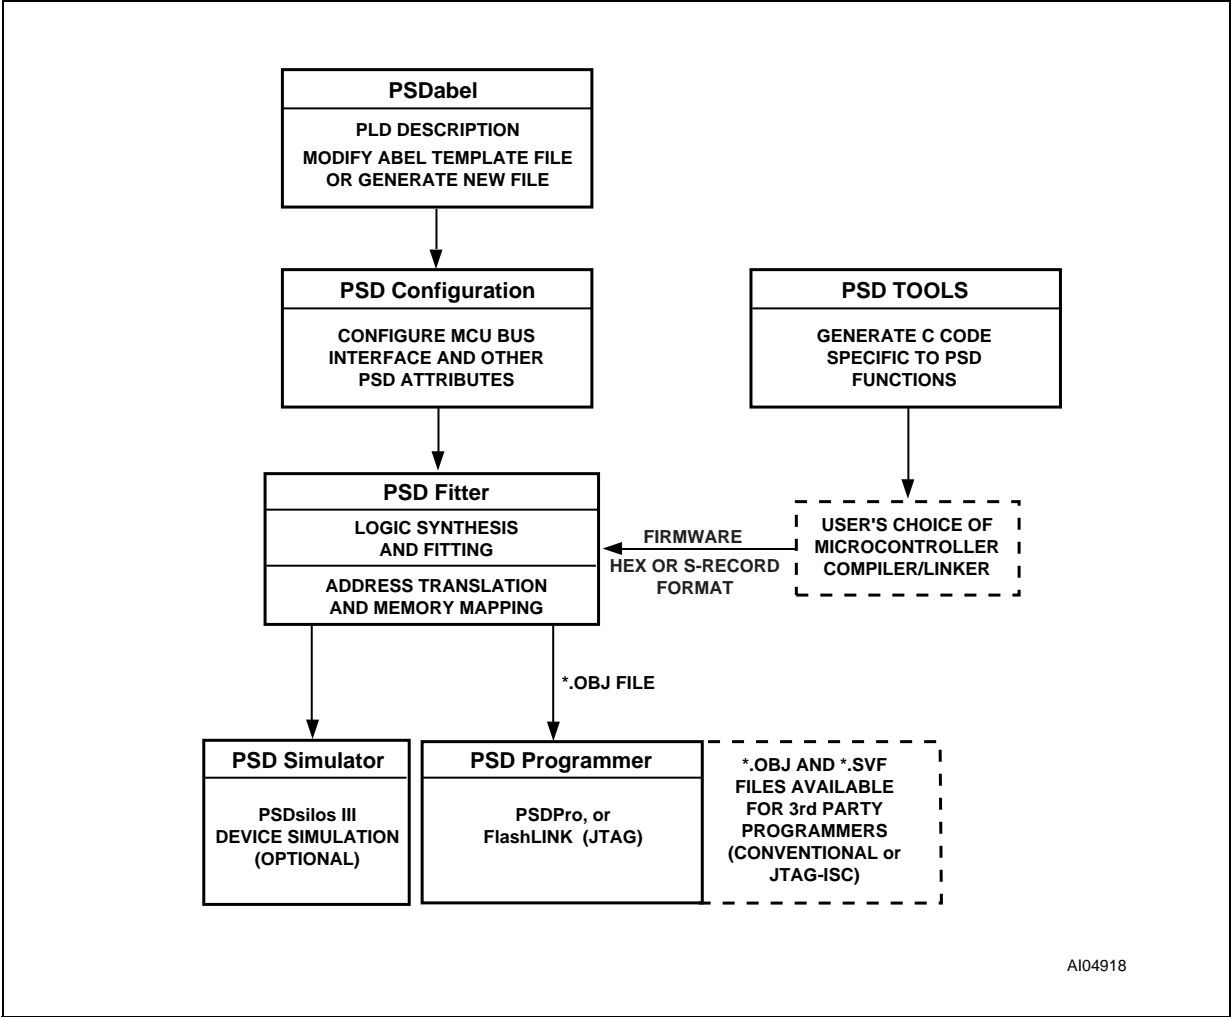 PSDabel
PLD DESCRIPTION
MODIFY ABEL TEMPLATE FILE
OR GENERATE NEW FILE
PSD Configuration
CONFIGURE MCU BUS
INTERFACE AND OTHER
PSD ATTRIBUTES
PSD TOOLS
GENERATE C CODE
SPECIFIC TO PSD
FUNCTIONS
PSD Fitter
LOGIC SYNTHESIS
AND FITTING
ADDRESS TRANSLATION
AND MEMORY MAPPING
FIRMWARE
HEX OR S-RECORD
FORMAT
USER'S CHOICE OF
MICROCONTROLLER
COMPILER/LINKER
*.OBJ FILE
PSD Simulator
PSDsilos III
DEVICE SIMULATION
(OPTIONAL)
PSD Programmer
PSDPro, or
FlashLINK (JTAG)
*.OBJ AND *.SVF
FILES AVAILABLE
FOR 3rd PARTY
PROGRAMMERS
(CONVENTIONAL or
JTAG-ISC)
AI04918